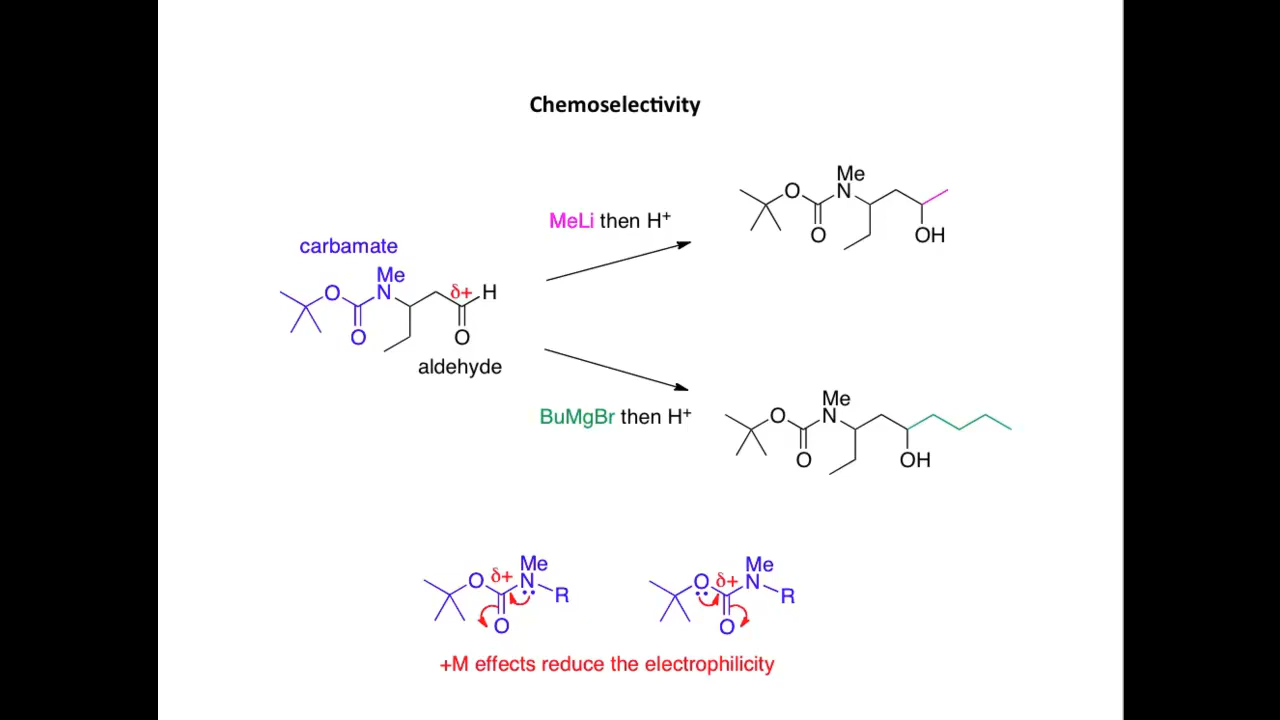 Chemoselectivity
Me
O
N
O
OH
MeLi then H⁺
carbamate
Me
O
N
δ+
H
O
O
aldehyde
BuMgBr then H⁺
Me
O
N
O
OH
Me
O
δ+
N
R
O
Me
O
δ+
N
R
O
+M effects reduce the electrophilicity